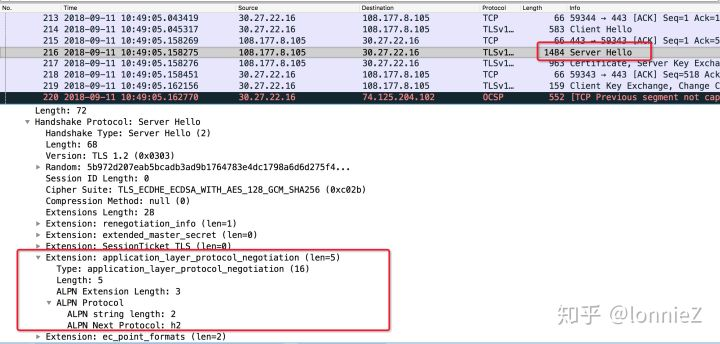 No. Time Source Destination Protocol Length Info
213 2018-09-11 10:49:05.043419 30.27.22.16 108.177.8.105 TCP 66 59344 → 443 [ACK] Seq=1 Ack=
214 2018-09-11 10:49:05.043651 30.27.22.16 108.177.8.105 TLSv1… 583 Client Hello
108.177.8.105 30.27.22.16 TCP 66 443 → 59343 [ACK] Seq=1 Ack=
216 2018-09-11 10:49:05.158275 108.177.8.105 30.27.22.16 TLSv1… 1484 Server Hello
217 2018-09-11 10:49:05.158276 108.177.8.105 30.27.22.16 TLSv1… 963 Certificate, Server Key Exchan
218 2018-09-11 10:49:05.158451 30.27.22.16 108.177.8.105 TCP 66 59343 → 443 [ACK] Seq=518 Ack
219 2018-09-11 10:49:05.162115 30.27.22.16 108.177.8.105 TLSv1… 159 Client Key Exchange, Change C
220 2018-09-11 10:49:05.162770 30.27.22.16 74.125.204.102 OCSP 552 [TCP Previous segment not cap
Length: 72
Handshake Protocol: Server Hello
Handshake Type: Server Hello (2)
Length: 68
Version: TLS 1.2 (0x0303)
Random: 5b972d207eab5bcadb3ad9b1764783e4dc1798a6d6d275f4...
Session ID Length: 0
Cipher Suite: TLS_ECDHE_ECDSA_WITH_AES_128_GCM_SHA256 (0xc02b)
Compression Method: null (0)
Extensions Length: 28
Extension: renegotiation_info (len=1)
Extension: extended_master_secret (len=0)
Extension: SessionTicket TLS (len=0)
Extension: application_layer_protocol_negotiation (len=5)
Type: application_layer_protocol_negotiation (16)
Length: 5
ALPN Extension Length: 3
ALPN Protocol
ALPN string length: 2
ALPN Next Protocol: h2
Extension: ec_point_formats (len=2)
知乎 @lonnieZ